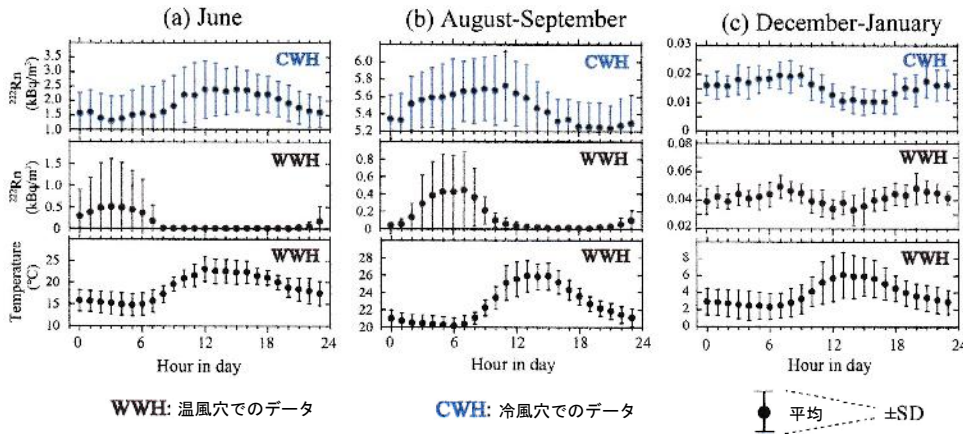 (a) June
(b) August-September
(c) December-January
²²²Rn (kBq/m²)
3.5
3.0
2.5
2.0
1.5
1.0
CWH
6.0
5.8
5.6
5.4
5.2
CWH
0.03
0.02
0.01
0
CWH
²²²Rn (kBq/m²)
1.5
1.0
0.5
0
WWH
0.8
0.6
0.4
0.2
0
WWH
0.06
0.04
0.02
WWH
Temperature (°C)
25
20
15
10
WWH
28
26
24
22
20
WWH
8
6
4
2
0
WWH
0 6 12 18 24
0 6 12 18 24
0 6 12 18 24
Hour in day
Hour in day
Hour in day
WWH: 温風穴でのデータ
CWH: 冷風穴でのデータ
平均
±SD